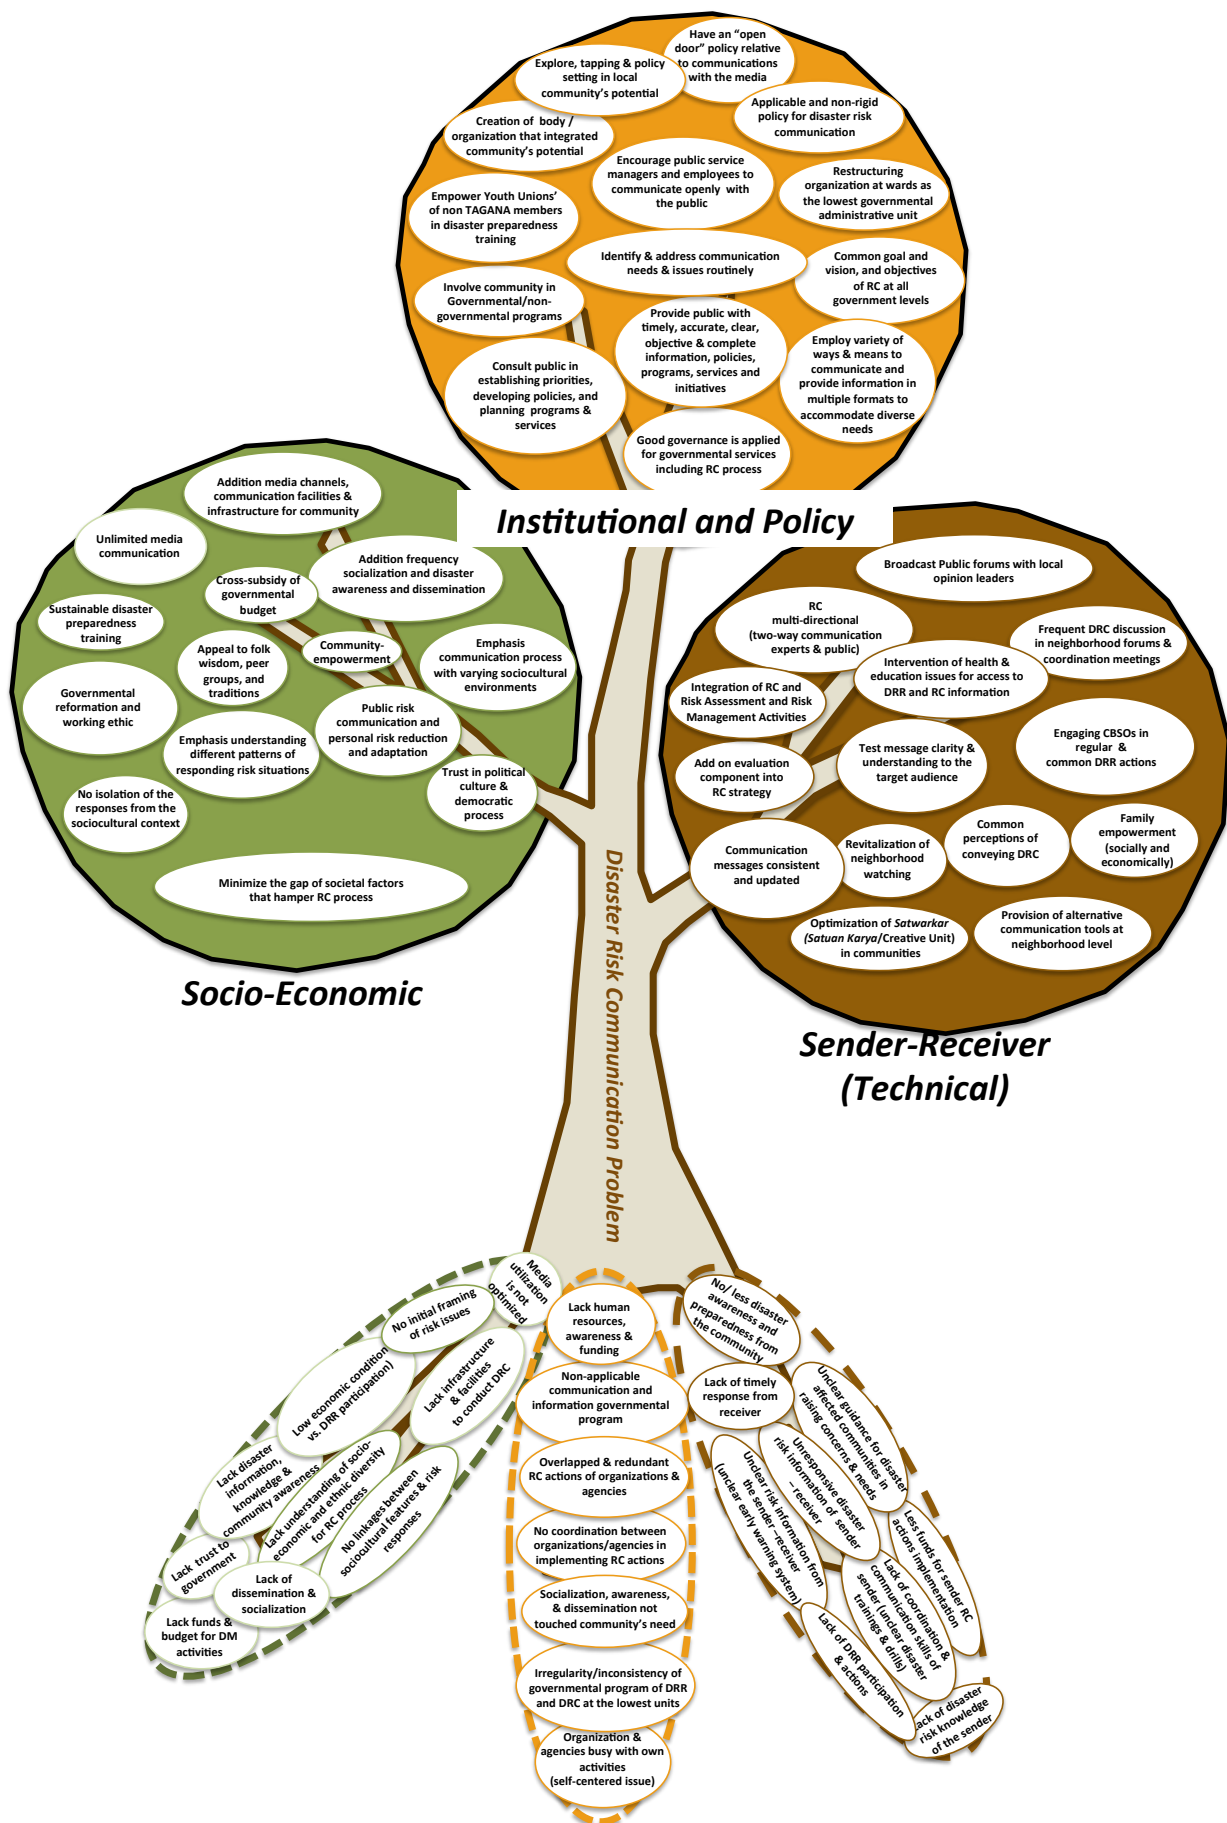 Have an “open
door” policy relative
to communications
with the media
Explore, tapping & policy
setting in local
community’s potential
Applicable and non-rigid
policy for disaster risk
communication
Creation of body /
organization that integrated
community’s potential
Encourage public service
managers and employees to
communicate openly with
the public
Restructuring
organization at wards as
the lowest governmental
administrative unit
Empower Youth Unions’
of non TAGANA members
in disaster preparedness
training
Identify & address communication
needs & issues routinely
Common goal and
vision, and objectives
of RC at all
government levels
Involve community in
Governmental/non-
governmental programs
Provide public with
timely, accurate, clear,
objective & complete
information, policies,
programs, services and
initiatives
Employ variety of
ways & means to
communicate and
provide information in
multiple formats to
accommodate diverse
needs
Consult public in
establishing priorities,
developing policies, and
planning programs &
services
Good governance is applied
for governmental services
including RC process
Institutional and Policy
Addition media channels,
communication facilities &
infrastructure for community
Unlimited media
communication
Addition frequency
socialization and disaster
awareness and dissemination
Cross-subsidy of
governmental
budget
Sustainable disaster
preparedness
training
Community-
empowerment
Emphasis
communication process
with varying sociocultural
environments
Appeal to folk
wisdom, peer
groups, and
traditions
Governmental
reformation and
working ethic
Public risk
communication and
personal risk reduction
and adaptation
Emphasis understanding
different patterns of
responding risk situations
Trust in political
culture &
democratic
process
No isolation of the
responses from the
sociocultural context
Minimize the gap of societal factors
that hamper RC process
Socio-Economic
Broadcast Public forums with local
opinion leaders
RC
multi-directional
(two-way communication
experts & public)
Frequent DRC discussion
in neighborhood forums &
coordination meetings
Intervention of health &
education issues for access to
DRR and RC information
Integration of RC and
Risk Assessment and Risk
Management Activities
Engaging CBSOs in
regular &
common DRR actions
Test message clarity &
understanding to the
target audience
Add on evaluation
component into
RC strategy
Common
perceptions of
conveying DRC
Family
empowerment
(socially and
economically)
Communication
messages consistent
and updated
Revitalization of
neighborhood
watching
Optimization of Satwarkar
(Satuan Karya/Creative Unit)
in communities
Provision of alternative
communication tools at
neighborhood level
Sender-Receiver
(Technical)
Disaster Risk Communication Problem
Media
utilization
is not
optimized
No initial framing
of risk issues
Lack infrastructure
& facilities
to conduct DRC
Low economic condition
vs. DRR participation)
Lack disaster
information,
knowledge &
community awareness
Lack understanding of socio-
economic and ethnic diversity
for RC process
No linkages between
sociocultural features & risk
responses
Lack trust to
government
Lack of
dissemination &
socialization
Lack funds &
budget for DM
activities
Lack human
resources,
awareness &
funding
Non-applicable
communication and
information governmental
program
Overlapped & redundant
RC actions of organizations &
agencies
No coordination between
organizations/agencies in
implementing RC actions
Socialization, awareness,
& dissemination not
touched community’s need
Irregularity/inconsistency of
governmental program of DRR
and DRC at the lowest units
Organization &
agencies busy with own
activities
(self-centered issue)
No/ less disaster
awareness and
preparedness from
the community
Lack of timely
response from
receiver
Unclear guidance for disaster
affected communities in
raising concerns & needs
Unresponsive disaster
risk information of sender
– receiver
Unclear risk information from
the sender –receiver
(unclear early warning system)
Less funds for sender RC
actions implementation
Lack of coordination &
communication skills of
sender (unclear disaster
trainings & drills)
Lack of DRR participation
& actions
Lack of disaster
risk knowledge
of the sender